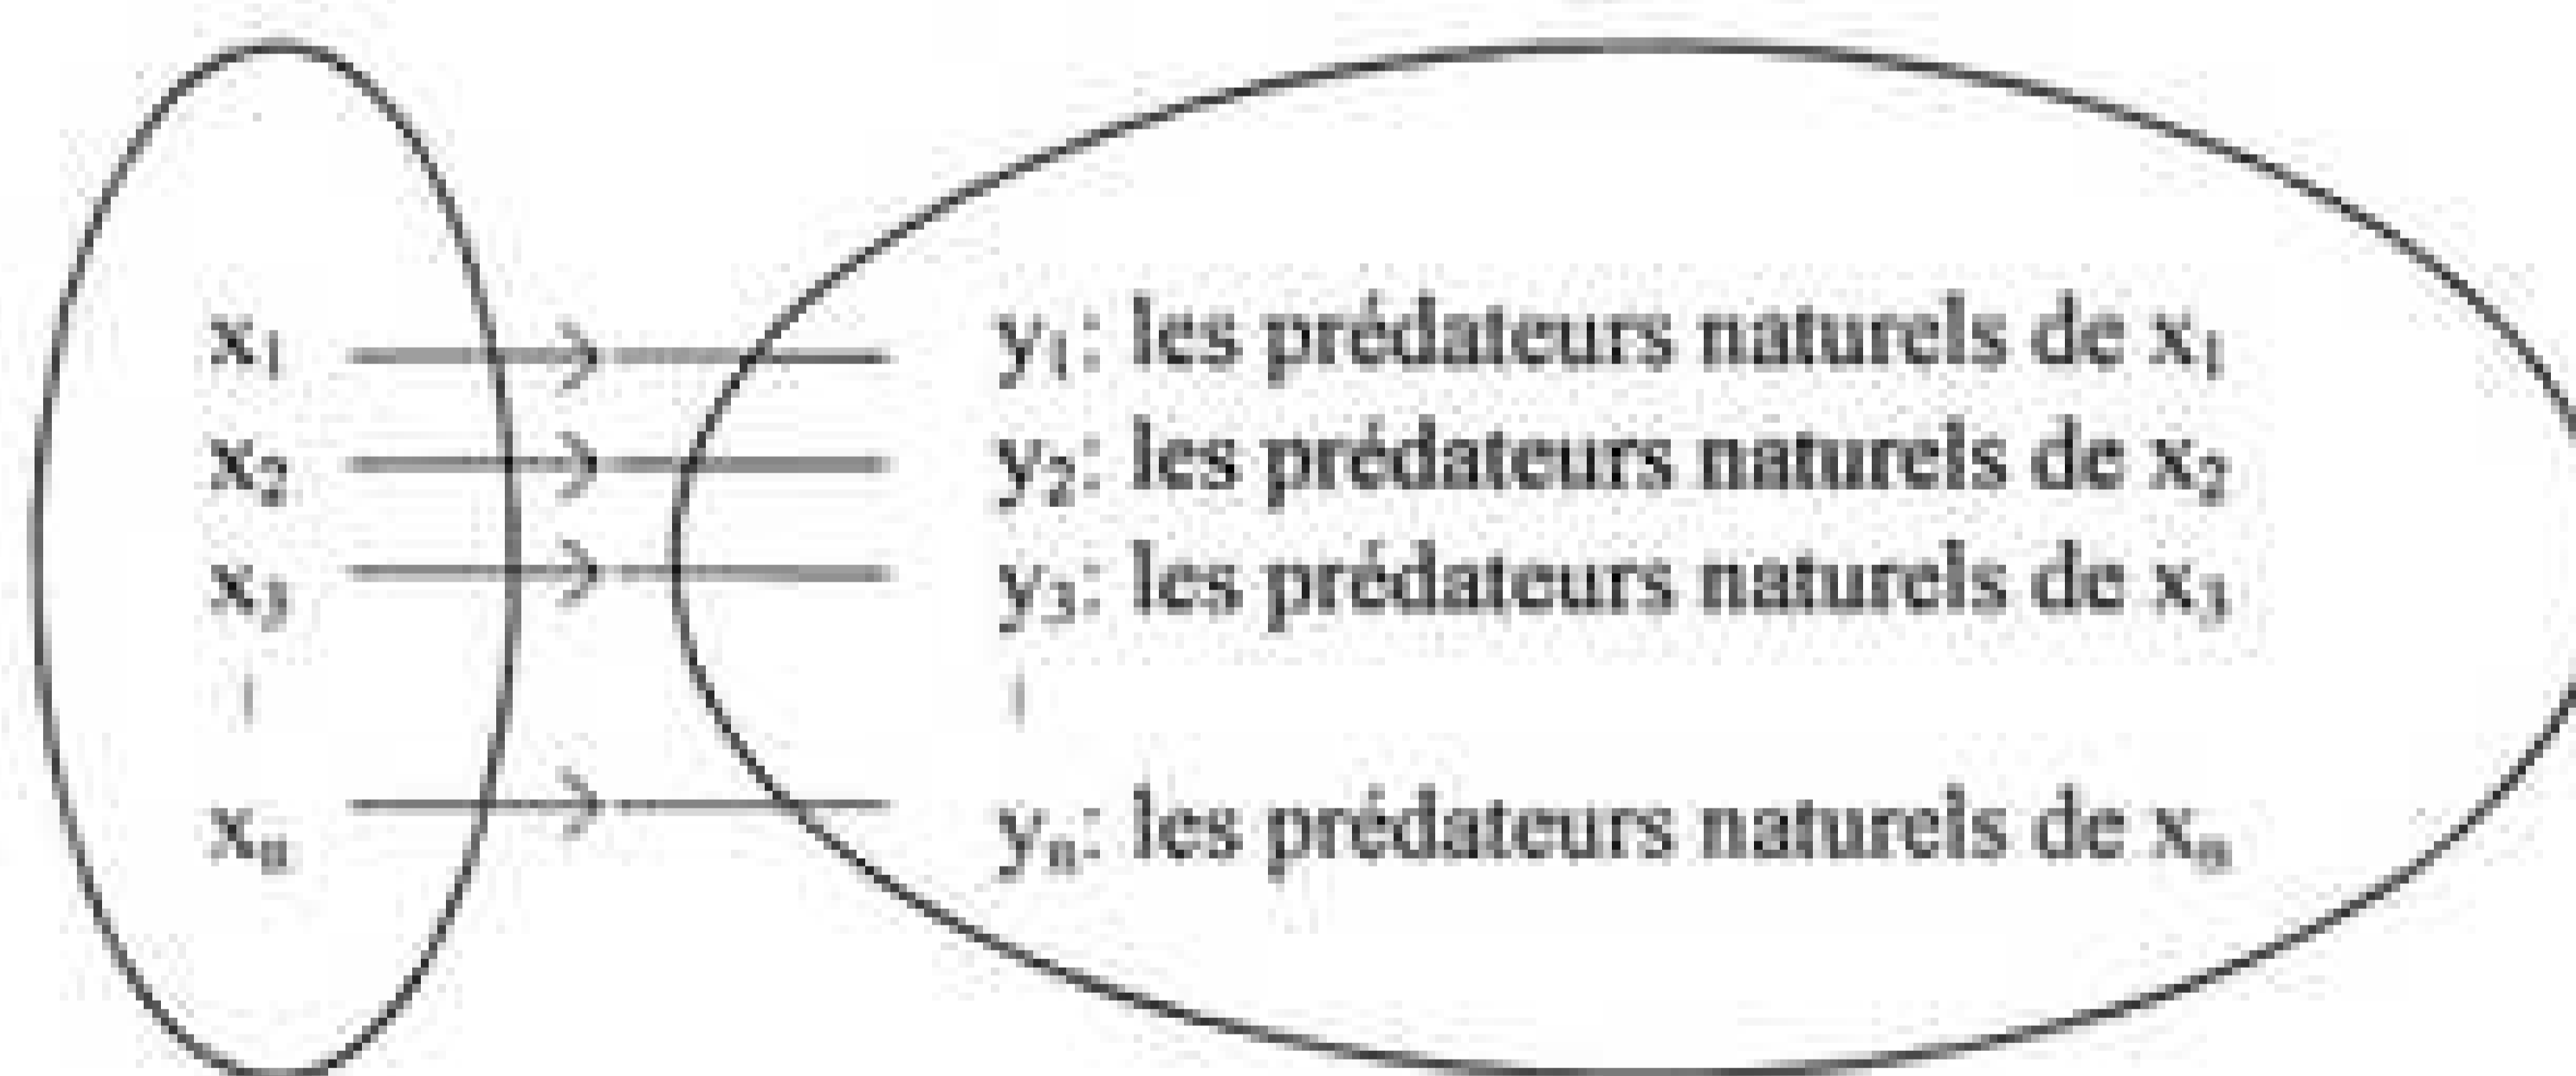 x₁ y₁: les prédateurs naturels de x₁
x₂ y₂: les prédateurs naturels de x₂
x₃ y₃: les prédateurs naturels de x₃
xₙ yₙ: les prédateurs naturels de xₙ